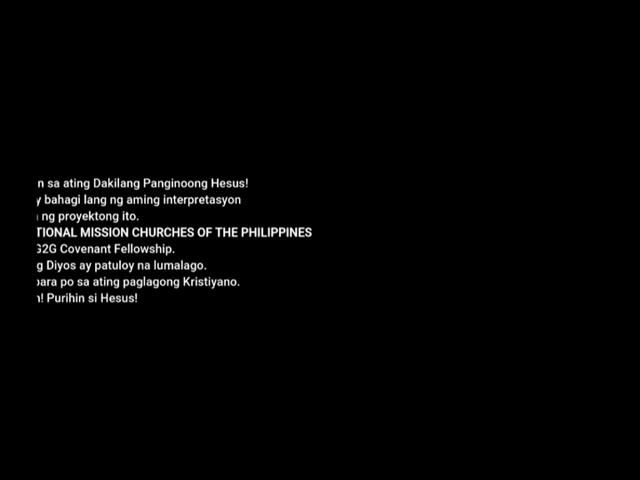 sa ating Dakilang Panginoong Hesus!
bahagi lang ng aming interpretasyon
ng proyektong ito.
MISSION CHURCHES OF THE PHILIPPINES
G2G Covenant Fellowship.
Diyos ay patuloy na lumalago.
para po sa ating paglagong Kristiyano.
Purihin si Hesus!